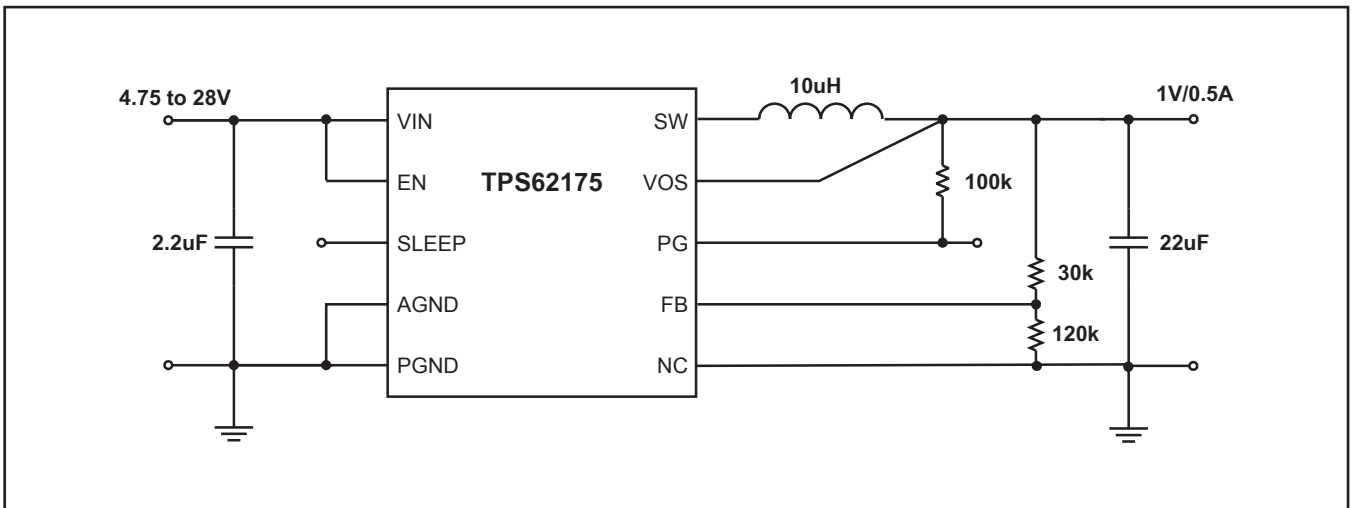 4.75 to 28V
10uH
1V/0.5A
VIN
SW
EN
TPS62175
VOS
100k
2.2uF
SLEEP
PG
22uF
30k
AGND
FB
120k
PGND
NC